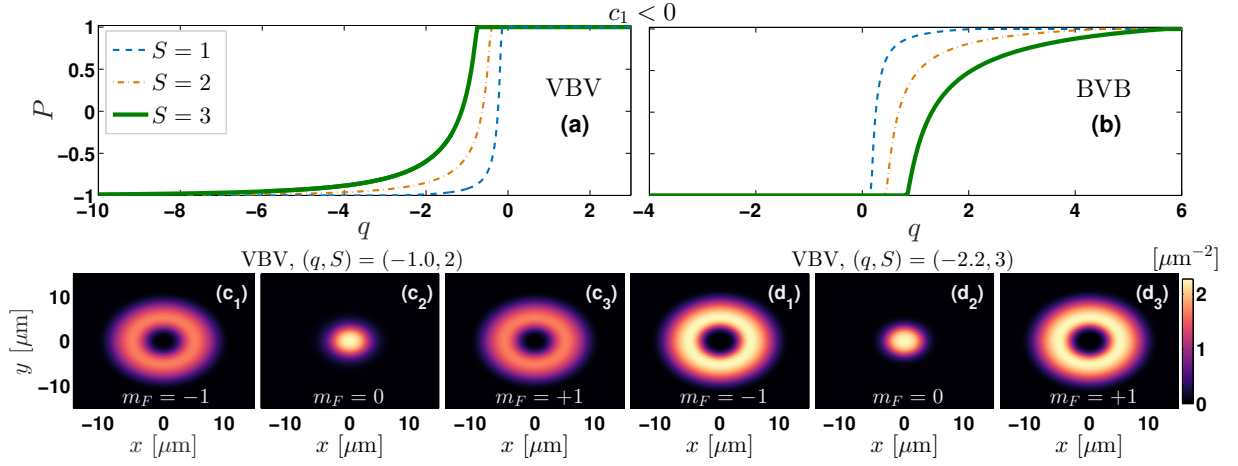 c₁ < 0
P
1
0.5
0
−0.5
−1
S = 1
S = 2
S = 3
VBV
(a)
−10 −8 −6 −4 −2 0 2
q
BVB
(b)
−4 −2 0 2 4 6
q
VBV, (q, S) = (−1.0, 2)
VBV, (q, S) = (−2.2, 3)
[μm⁻²]
y [μm]
10
0
−10
(c₁) (c₂) (c₃) (d₁) (d₂) (d₃)
m_F = −1 m_F = 0 m_F = +1 m_F = −1 m_F = 0 m_F = +1
2
1
0
−10 0 10 −10 0 10 −10 0 10 −10 0 10 −10 0 10 −10 0 10
x [μm] x [μm] x [μm] x [μm] x [μm] x [μm]